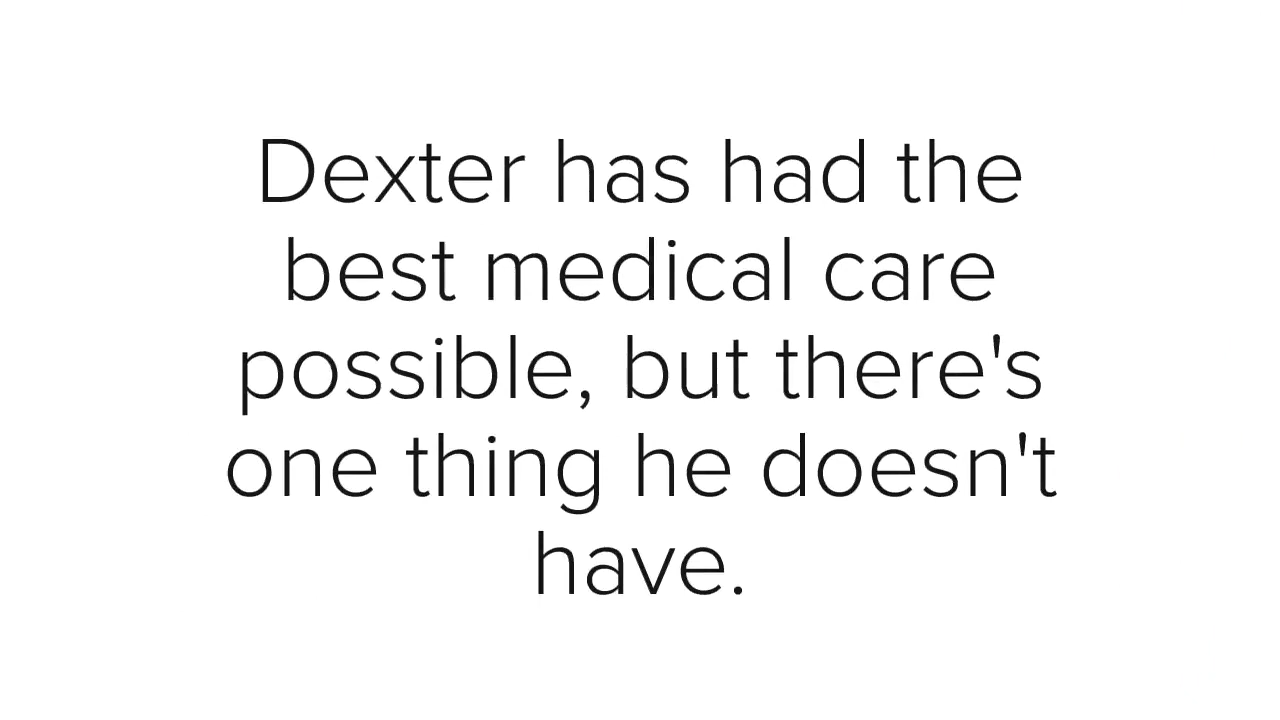 Dexter has had the
best medical care
possible, but there's
one thing he doesn't
have.